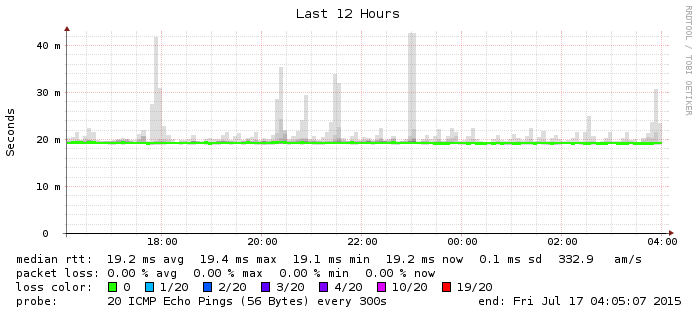 Last 12 Hours
RRDTOOL / TOBI OETIKER
Seconds
40 m
30 m
20 m
10 m
0
18:00 20:00 22:00 00:00 02:00 04:00
median rtt: 19.2 ms avg 19.4 ms max 19.1 ms min 19.2 ms now 0.1 ms sd 332.9 am/s
packet loss: 0.00 % avg 0.00 % max 0.00 % min 0.00 % now
loss color: 0 1/20 2/20 3/20 4/20 10/20 19/20
probe: 20 ICMP Echo Pings (56 Bytes) every 300s end: Fri Jul 17 04:05:07 2015